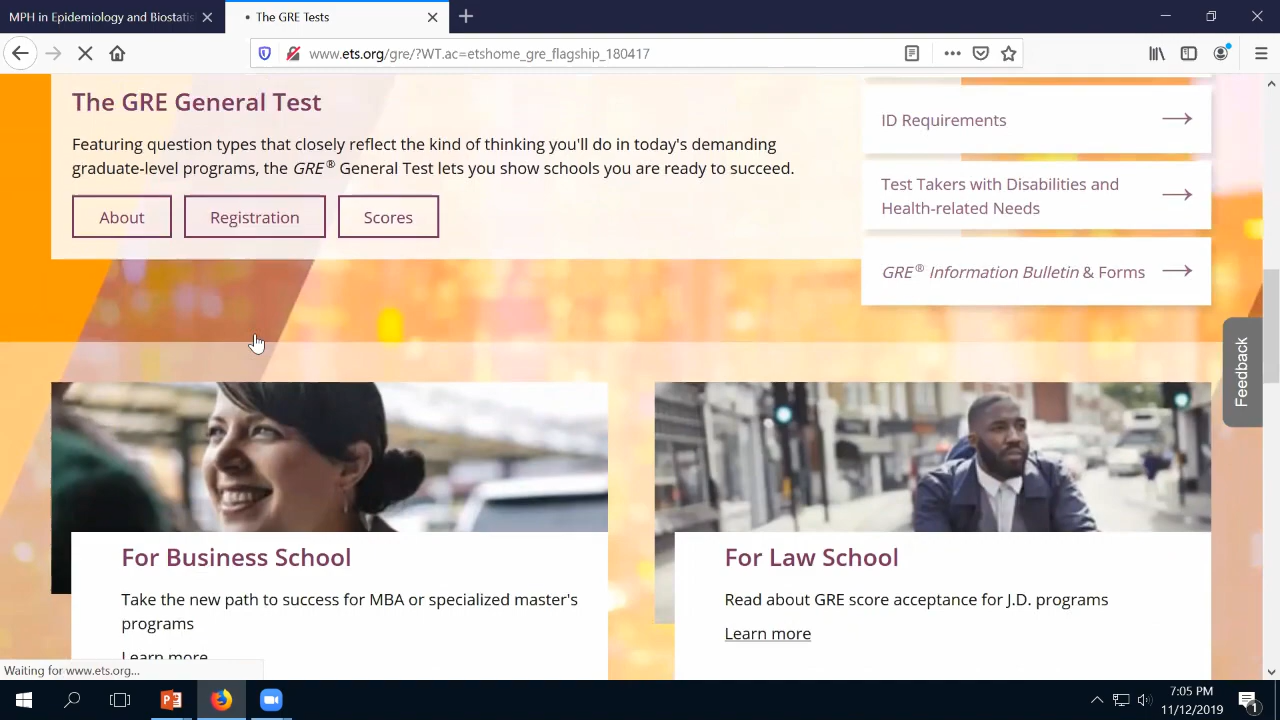 MPH in Epidemiology and Biostatis
The GRE Tests
www.ets.org/gre/?WT.ac=etshome_gre_flagship_180417
The GRE General Test
Featuring question types that closely reflect the kind of thinking you'll do in today's demanding
graduate-level programs, the GRE® General Test lets you show schools you are ready to succeed.
About
Registration
Scores
ID Requirements
Test Takers with Disabilities and
Health-related Needs
GRE® Information Bulletin & Forms
Feedback
For Business School
Take the new path to success for MBA or specialized master's
programs
Learn more
For Law School
Read about GRE score acceptance for J.D. programs
Learn more
Waiting for www.ets.org...
7:05 PM
11/12/2019
1